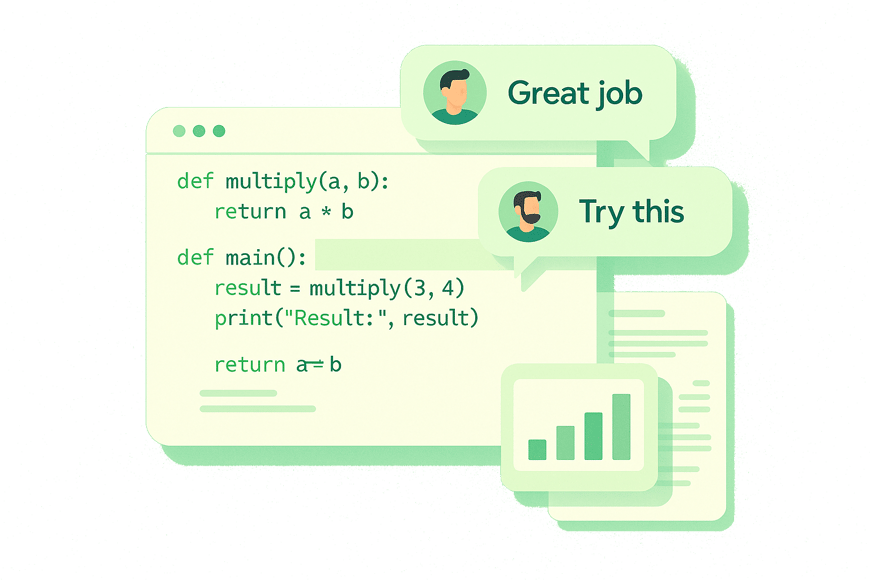 Great job
Try this
def multiply(a, b):
return a * b
def main():
result = multiply(3, 4)
print("Result:", result)
return a = b